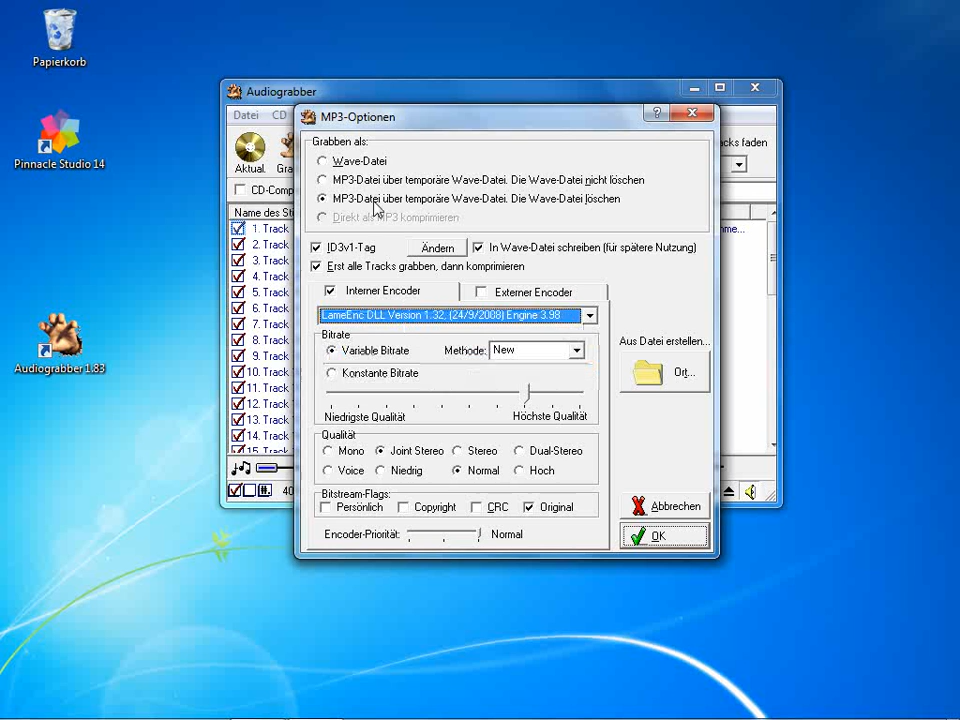 Papierkorb
Pinnacle Studio 14
Audiograbber 1.83
Audiograbber
Datei CD
Aktual. Gra
cks faden
CD-Comp
Name des St
me...
1. Track
2. Track
3. Track
4. Track
5. Track
6. Track
7. Track
8. Track
9. Track
10. Track
11. Track
12. Track
13. Track
14. Track
15. Track
40
MP3-Optionen
Grabben als:
Wave-Datei
MP3-Datei über temporäre Wave-Datei. Die Wave-Datei nicht löschen
MP3-Datei über temporäre Wave-Datei. Die Wave-Datei löschen
Direkt als MP3 komprimieren
ID3v1-Tag Ändern In Wave-Datei schreiben (für spätere Nutzung)
Erst alle Tracks grabben, dann komprimieren
Interner Encoder Externer Encoder
LameEnc DLL Version 1.32, (24/9/2008) Engine 3.98
Bitrate
Variable Bitrate Methode: New
Konstante Bitrate
Niedrigste Qualität Höchste Qualität
Aus Datei erstellen...
Ort...
Qualität
Mono Joint Stereo Stereo Dual-Stereo
Voice Niedrig Normal Hoch
Bitstream-Flags:
Persönlich Copyright CRC Original
Encoder-Priorität: Normal
Abbrechen
OK